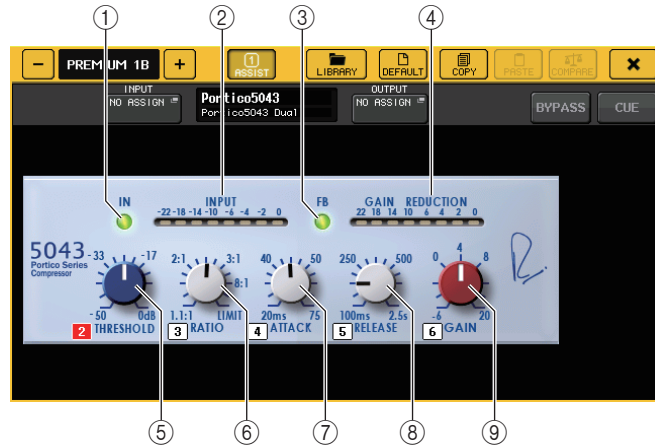 ① ② ③ ④
− PREMIUM 1B + 1 ASSIST LIBRARY DEFAULT COPY PASTE COMPARE ×
INPUT OUTPUT
NO ASSIGN Portico5043 NO ASSIGN
Portico5043 Dual BYPASS CUE
IN INPUT FB GAIN REDUCTION
-22 -18 -14 -10 -6 -4 -2 0 22 18 14 10 6 4 2 0
5043
Portico Series
Compressor
-33 -17 2:1 3:1 8:1 40 50 250 500 0 4 8
-50 0dB 1.1:1 LIMIT 20ms 75 100ms 2.5s -6 20
2 THRESHOLD 3 RATIO 4 ATTACK 5 RELEASE 6 GAIN
⑤ ⑥ ⑦ ⑧ ⑨